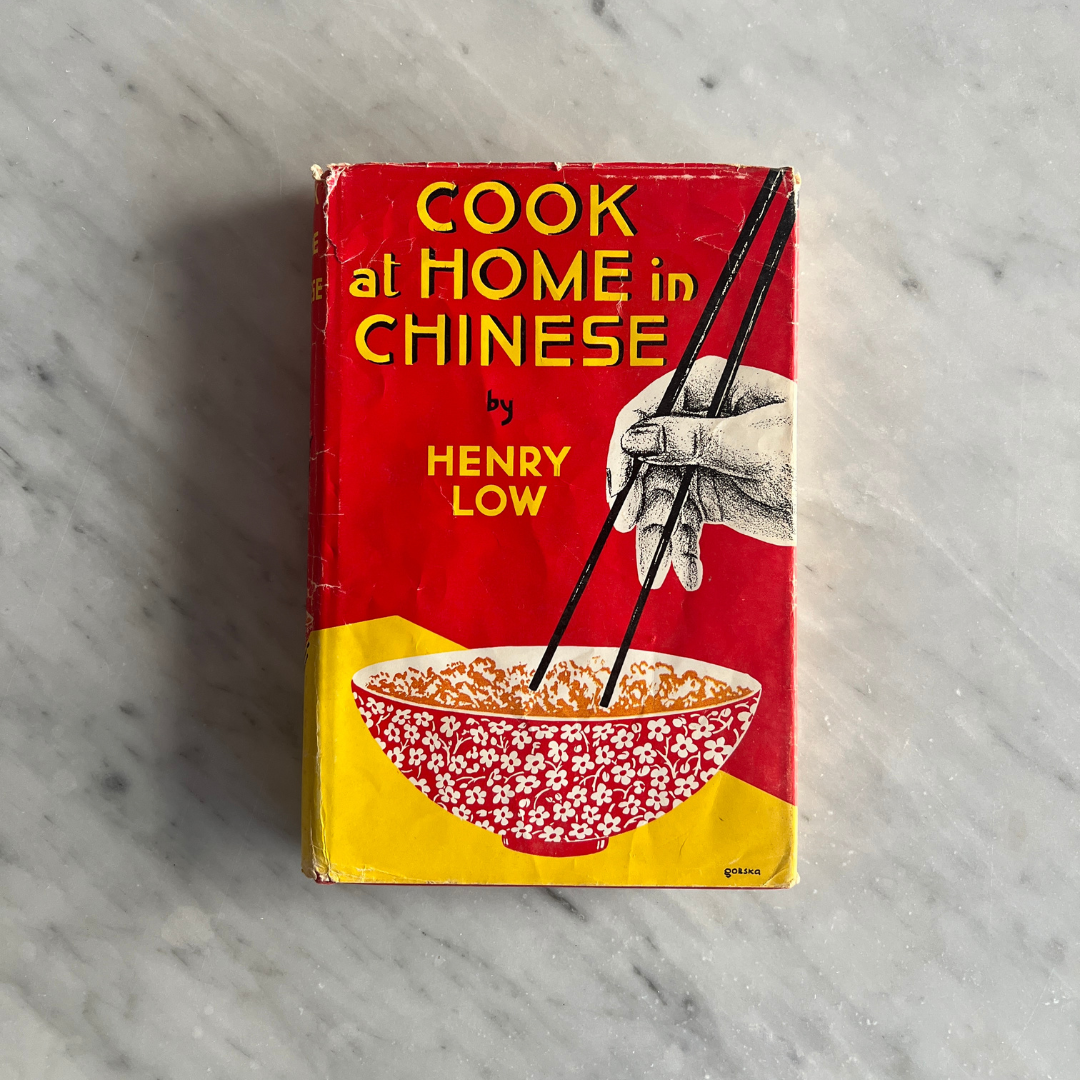 COOK
at HOME in
CHINESE
by
HENRY
LOW
gorska